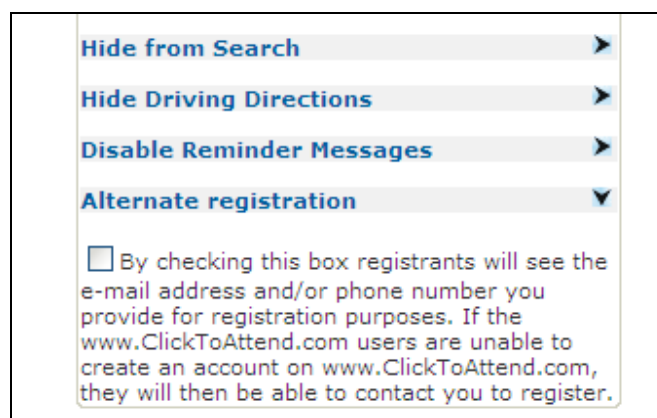 Hide from Search
Hide Driving Directions
Disable Reminder Messages
Alternate registration
By checking this box registrants will see the
e-mail address and/or phone number you
provide for registration purposes. If the
www.ClickToAttend.com users are unable to
create an account on www.ClickToAttend.com,
they will then be able to contact you to register.